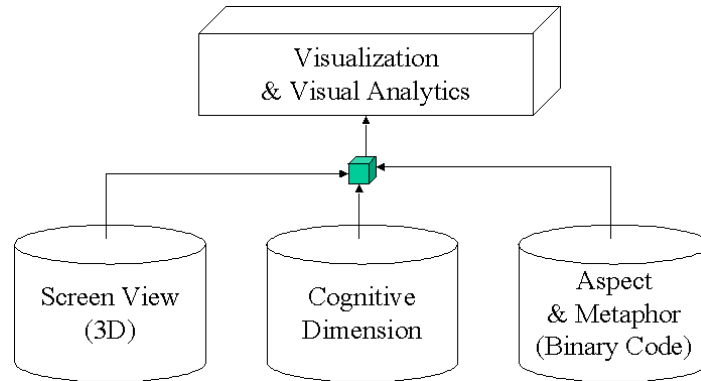 Visualization
& Visual Analytics
Screen View
(3D)
Cognitive
Dimension
Aspect
& Metaphor
(Binary Code)